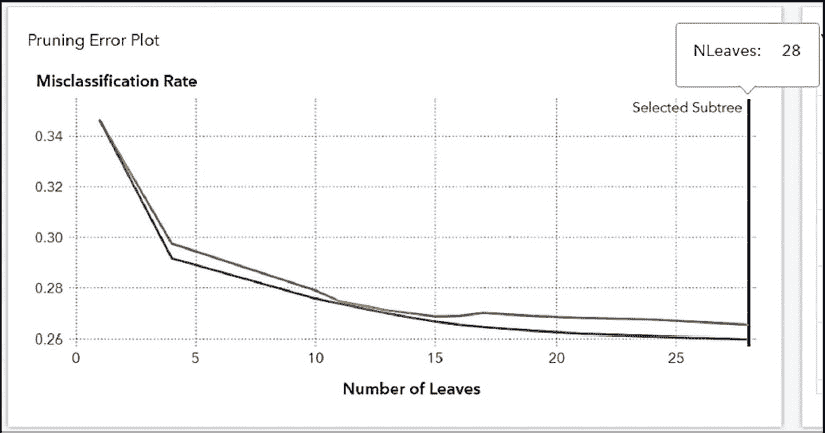 Pruning Error Plot
NLeaves: 28
Misclassification Rate
Selected Subtree
0.34
0.32
0.30
0.28
0.26
0 5 10 15 20 25
Number of Leaves